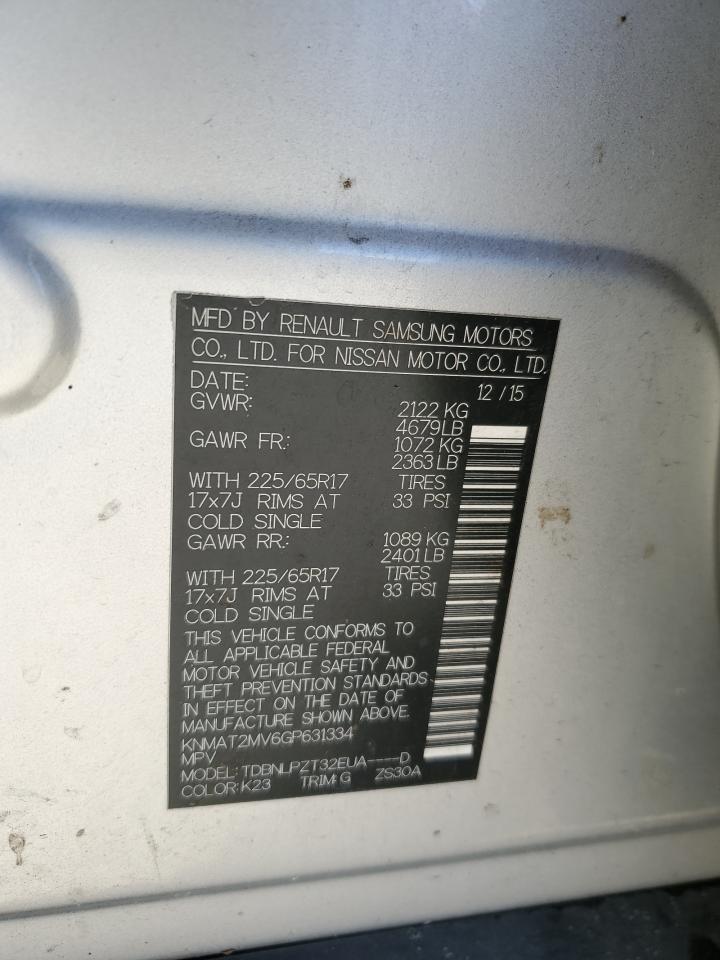 MFD BY RENAULT SAMSUNG MOTORS
CO., LTD. FOR NISSAN MOTOR CO., LTD.
DATE: 12 / 15
GVWR: 2122 KG
4679 LB
GAWR FR.: 1072 KG
2363 LB
WITH 225/65R17 TIRES
17x7J RIMS AT 33 PSI
COLD SINGLE
GAWR RR.: 1089 KG
2401 LB
WITH 225/65R17 TIRES
17x7J RIMS AT 33 PSI
COLD SINGLE
THIS VEHICLE CONFORMS TO
ALL APPLICABLE FEDERAL
MOTOR VEHICLE SAFETY AND
THEFT PREVENTION STANDARDS
IN EFFECT ON THE DATE OF
MANUFACTURE SHOWN ABOVE.
KNMAT2MV6GP631334
MPV
MODEL: TDBNLPZT32EUA----D
COLOR: K23 TRIM: G ZS30A